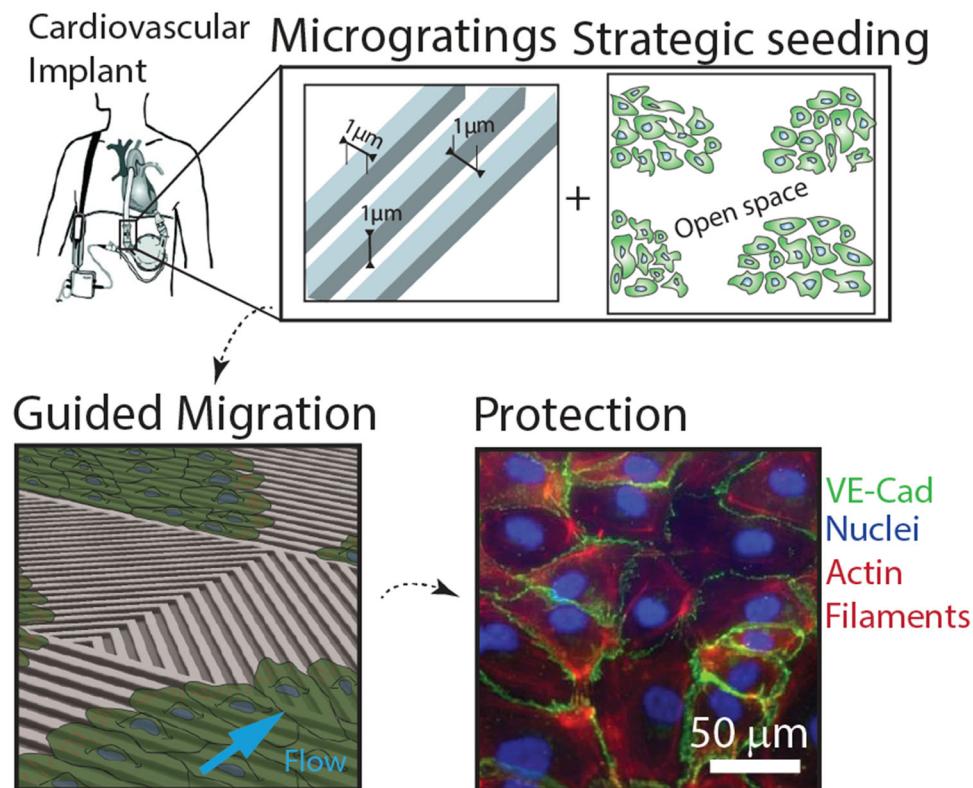 Cardiovascular
Implant
Microgratings
Strategic seeding
1μm
1μm
1μm
+
Open space
Guided Migration
Protection
Flow
VE-Cad
Nuclei
Actin
Filaments
50 μm